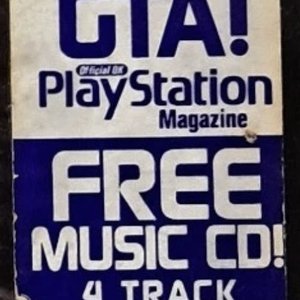 GTA!
Official UK
PlayStation
Magazine
FREE
MUSIC CD!
4 TRACK